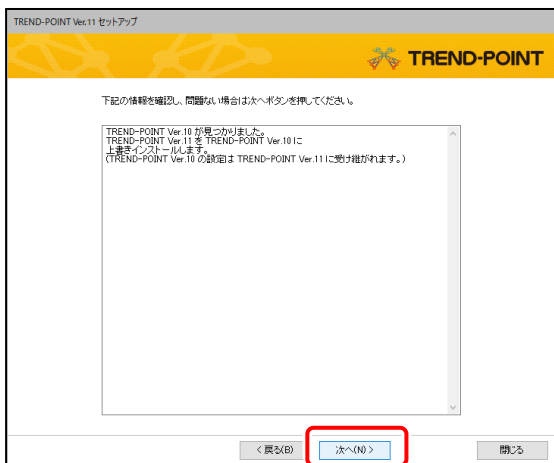 TREND-POINT Ver.11 セットアップ
TREND-POINT
下記の情報を確認し、問題ない場合は次へボタンを押してください。
TREND-POINT Ver.10 が見つかりました。
TREND-POINT Ver.11 を TREND-POINT Ver.10 に
上書きインストールします。
(TREND-POINT Ver.10 の設定は TREND-POINT Ver.11 に受け継がれます。)
< 戻る(B)
次へ(N) >
閉じる